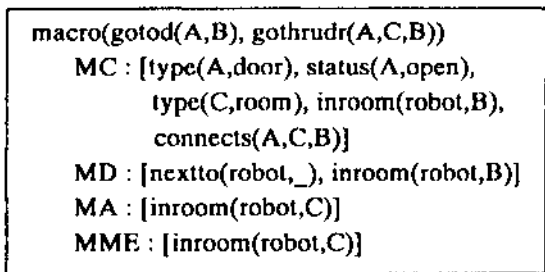 macro(gotod(A,B), gothrudr(A,C,B))
MC : [type(A,door), status(A,open),
type(C,room), inroom(robot,B),
connects(A,C,B)]
MD : [nextto(robot,_), inroom(robot,B)]
MA : [inroom(robot,C)]
MME : [inroom(robot,C)]